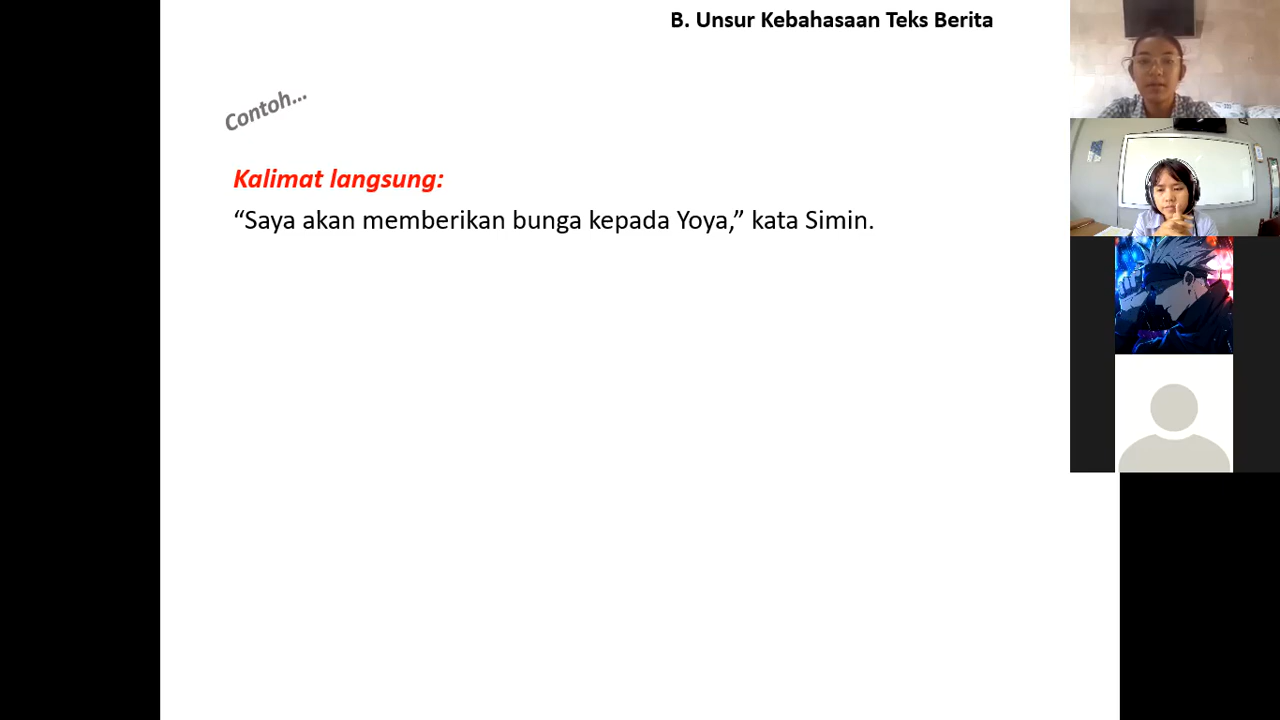 B. Unsur Kebahasaan Teks Berita
Contoh...
Kalimat langsung:
“Saya akan memberikan bunga kepada Yoya,” kata Simin.